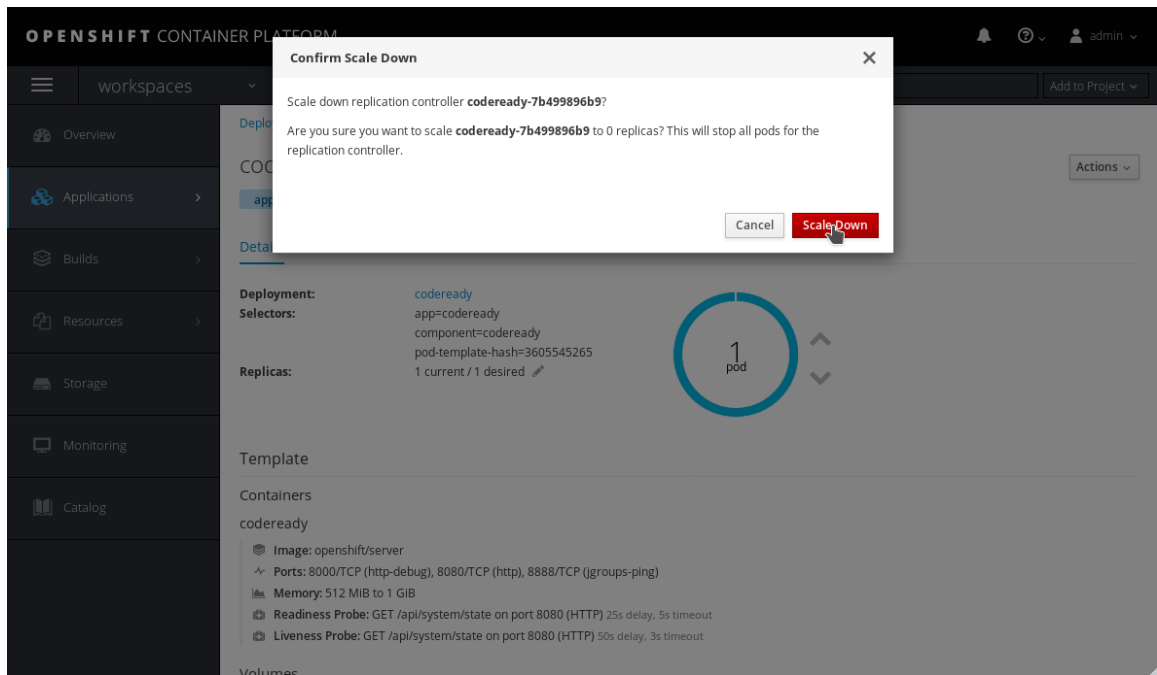 OPENSHIFT CONTAINER PLATFORM
admin
Confirm Scale Down
workspaces
Add to Project
Scale down replication controller codeready-7b499896b9?
Are you sure you want to scale codeready-7b499896b9 to 0 replicas? This will stop all pods for the
replication controller.
Cancel
Scale Down
Overview
Applications
Builds
Resources
Storage
Monitoring
Catalog
Deplo
Actions
app
Detai
Deployment: codeready
Selectors: app=codeready
component=codeready
pod-template-hash=3605545265
Replicas: 1 current / 1 desired
1
pod
Template
Containers
codeready
Image: openshift/server
Ports: 8000/TCP (http-debug), 8080/TCP (http), 8888/TCP (jgroups-ping)
Memory: 512 MiB to 1 GiB
Readiness Probe: GET /api/system/state on port 8080 (HTTP) 25s delay, 5s timeout
Liveness Probe: GET /api/system/state on port 8080 (HTTP) 50s delay, 3s timeout
Volumes